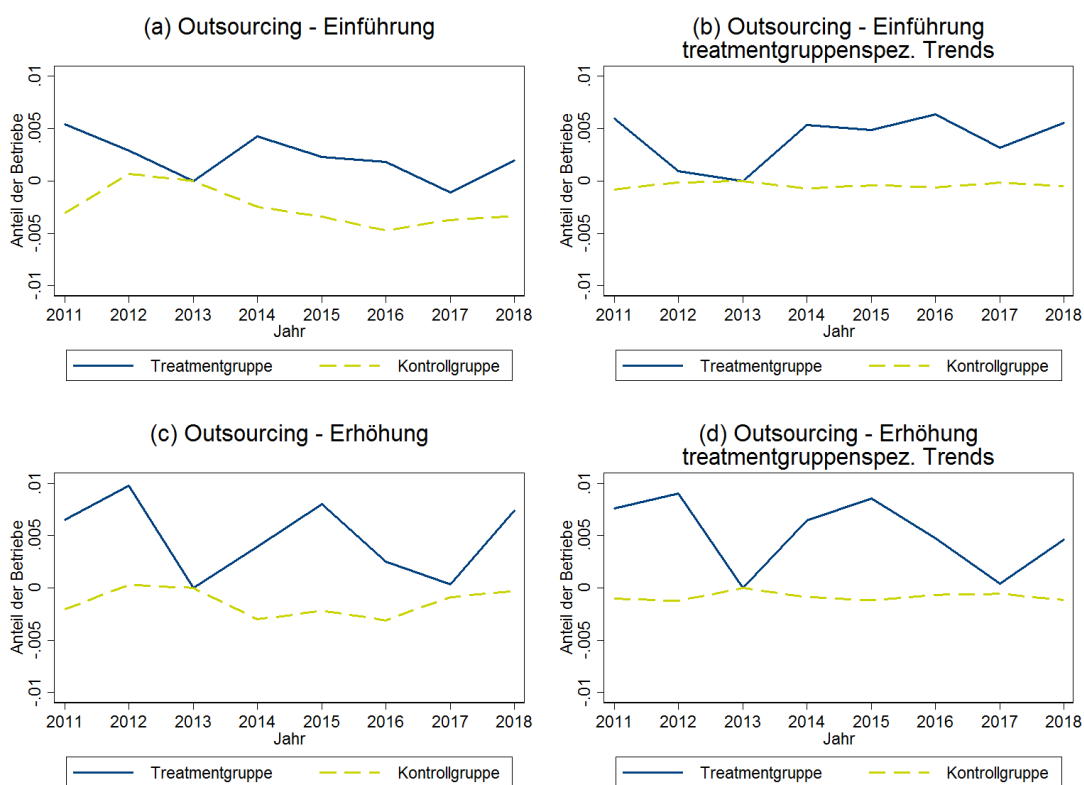 (a) Outsourcing - Einführung
Anteil der Betriebe
.01
.005
0
-.005
-.01
2011 2012 2013 2014 2015 2016 2017 2018
Jahr
Treatmentgruppe Kontrollgruppe
(b) Outsourcing - Einführung
treatmentgruppenspez. Trends
Anteil der Betriebe
.01
.005
0
-.005
-.01
2011 2012 2013 2014 2015 2016 2017 2018
Jahr
Treatmentgruppe Kontrollgruppe
(c) Outsourcing - Erhöhung
Anteil der Betriebe
.01
.005
0
-.005
-.01
2011 2012 2013 2014 2015 2016 2017 2018
Jahr
Treatmentgruppe Kontrollgruppe
(d) Outsourcing - Erhöhung
treatmentgruppenspez. Trends
Anteil der Betriebe
.01
.005
0
-.005
-.01
2011 2012 2013 2014 2015 2016 2017 2018
Jahr
Treatmentgruppe Kontrollgruppe